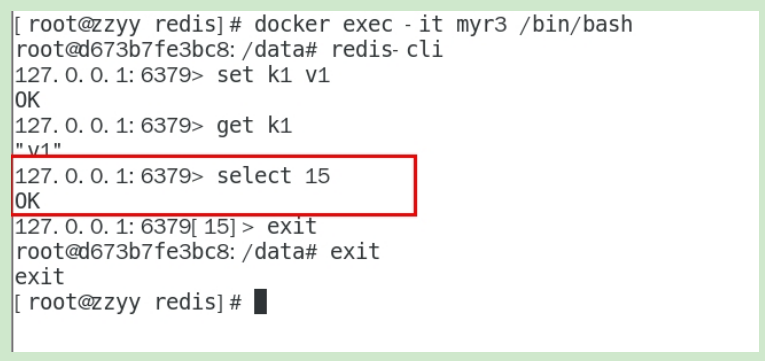 [root@zzyy redis]# docker exec -it myr3 /bin/bash
root@d673b7fe3bc8:/data# redis-cli
127.0.0.1:6379> set k1 v1
OK
127.0.0.1:6379> get k1
"v1"
127.0.0.1:6379> select 15
OK
127.0.0.1:6379[15]> exit
root@d673b7fe3bc8:/data# exit
exit
[root@zzyy redis]#